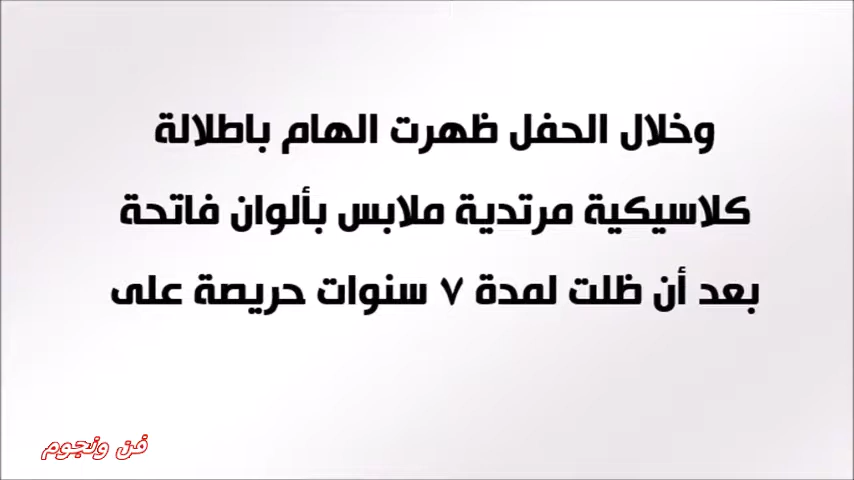 وخلال الحفل ظهرت الهام باطلالة
كلاسيكية مرتدية ملابس بألوان فاتحة
بعد أن ظلت لمدة ٧ سنوات حريصة على
فن ونجوم